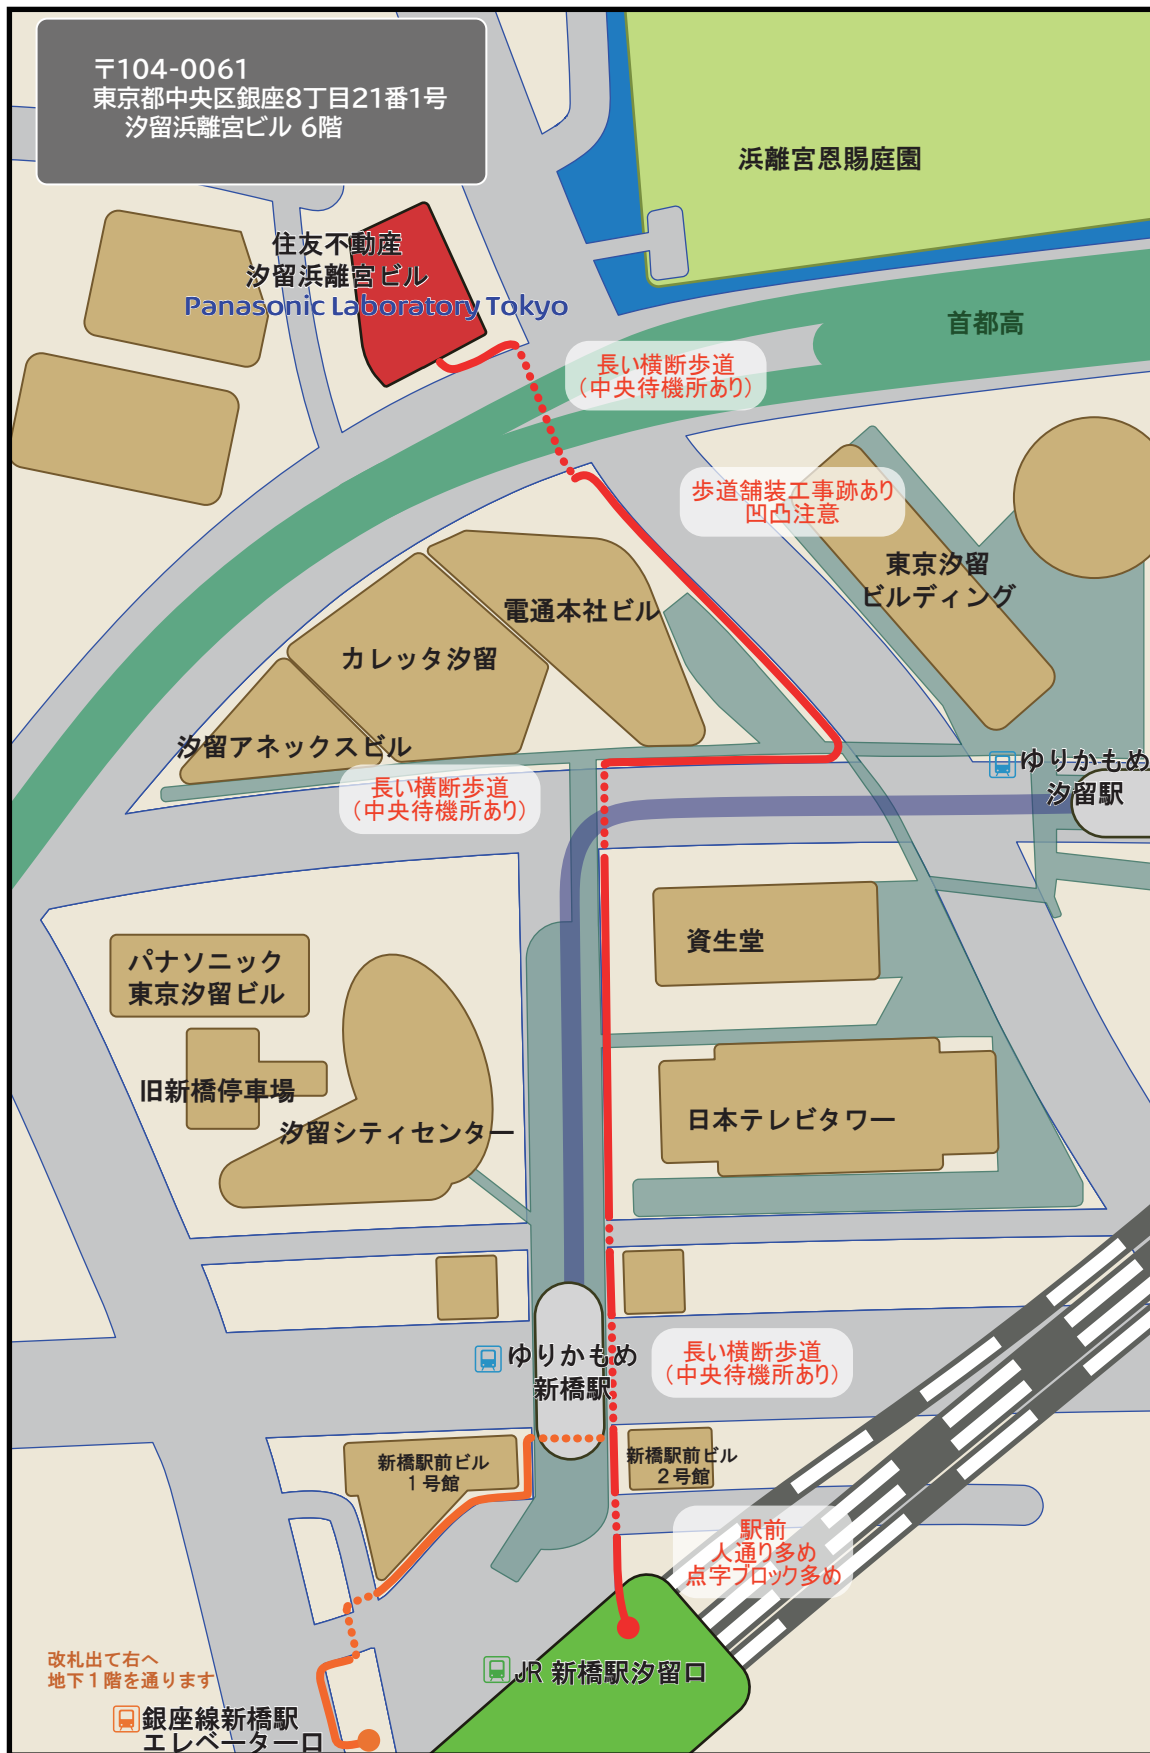 〒104-0061
東京都中央区銀座8丁目21番1号
汐留浜離宮ビル 6階
浜離宮恩賜庭園
住友不動産
汐留浜離宮ビル
Panasonic Laboratory Tokyo
首都高
長い横断歩道
（中央待機所あり）
歩道舗装工事跡あり
凹凸注意
東京汐留
ビルディング
電通本社ビル
カレッタ汐留
汐留アネックスビル
ゆりかもめ
汐留駅
長い横断歩道
（中央待機所あり）
資生堂
パナソニック
東京汐留ビル
旧新橋停車場
汐留シティセンター
日本テレビタワー
ゆりかもめ
新橋駅
長い横断歩道
（中央待機所あり）
新橋駅前ビル
1号館
新橋駅前ビル
２号館
駅前
人通り多め
点字ブロック多め
改札出て右へ
地下１階を通ります
JR 新橋駅汐留口
銀座線新橋駅
エレベーター口